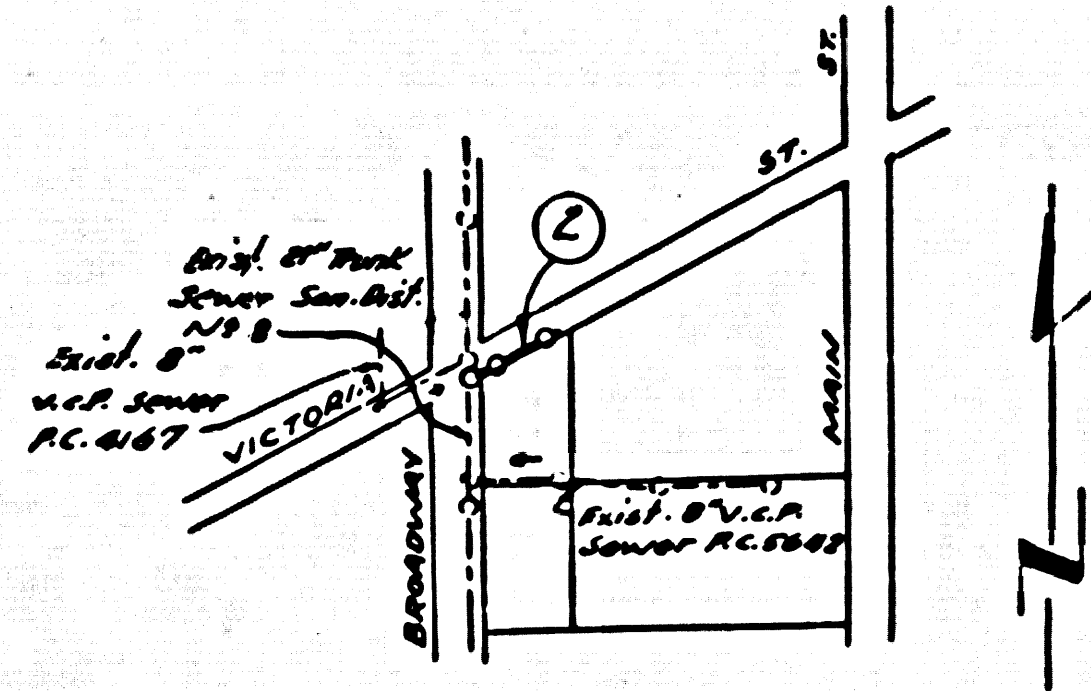 ST.
ST.
2
Exist. 21" Trunk
Sewer San. Dist.
Nº 8
Exist. 8"
V.C.P. Sewer
P.C. 4167
VICTORIA
MAIN
BROADWAY
Exist. 8" V.C.P.
Sewer P.C. 5648